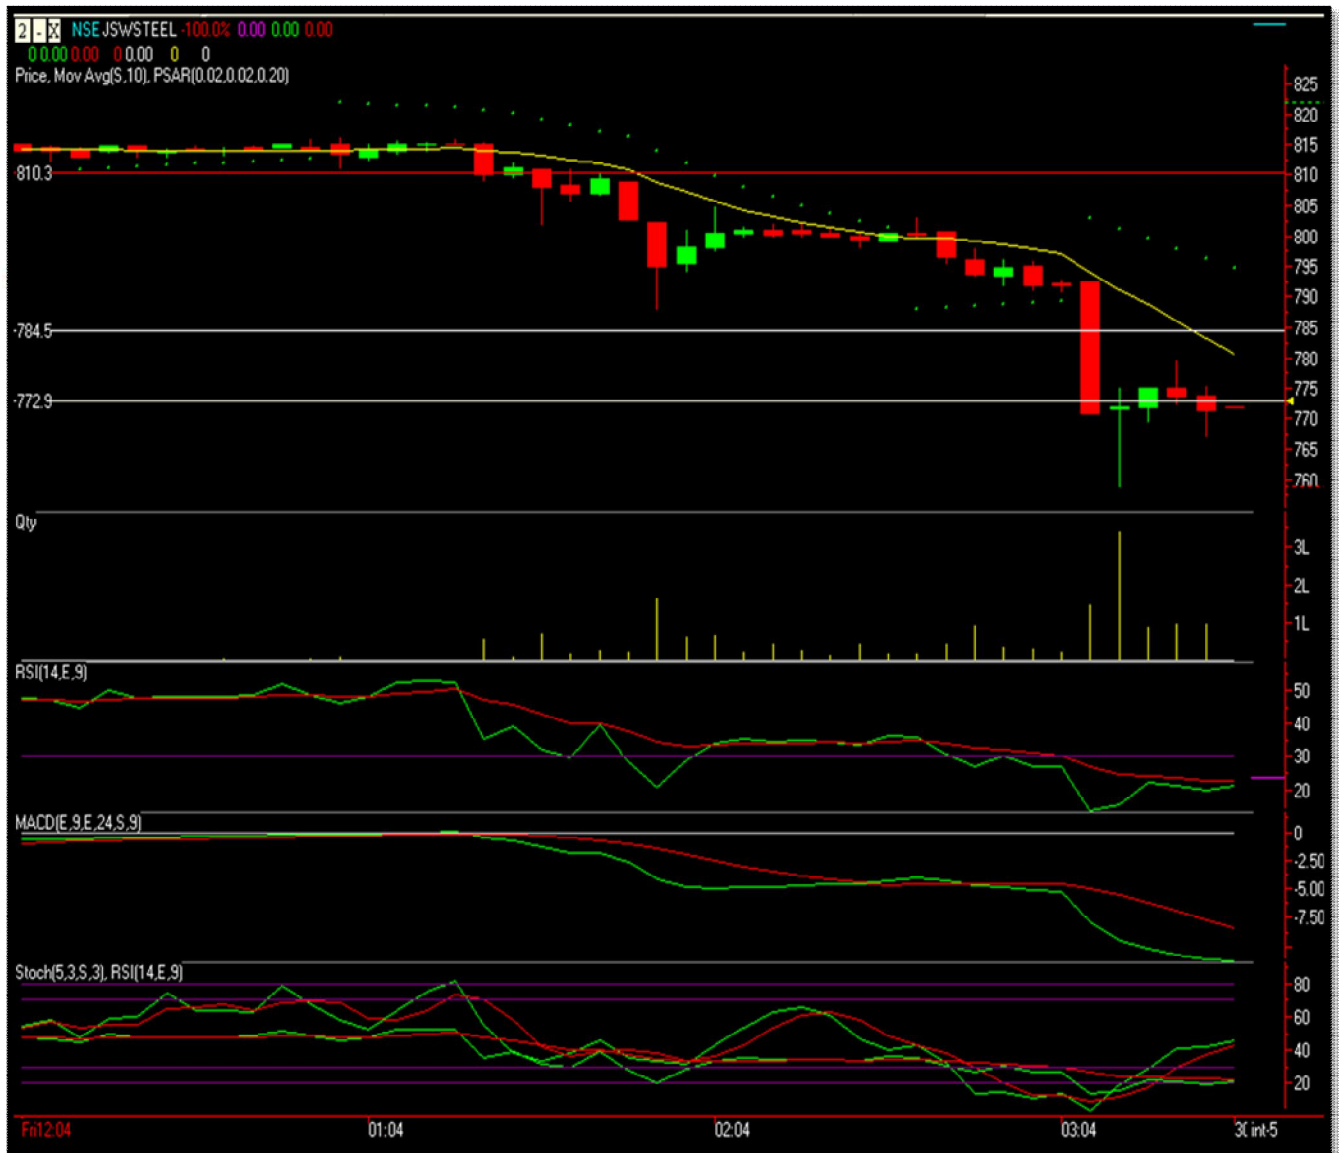 2 - X NSE JSWSTEEL -100.0% 0.00 0.00 0.00
0 0.00 0.00 0 0.00 0 0
Price, Mov Avg(S,10), PSAR(0.02,0.02,0.20)
825
820
815
810.3
810
805
800
795
790
784.5
785
780
775
772.9
770
765
760
Qty
3L
2L
1L
RSI(14,E,9)
50
40
30
20
MACD(E,9,E,24,S,9)
0
-2.50
-5.00
-7.50
Stoch(5,3,S,3), RSI(14,E,9)
80
60
40
20
Fri12:04 01:04 02:04 03:04 int-5